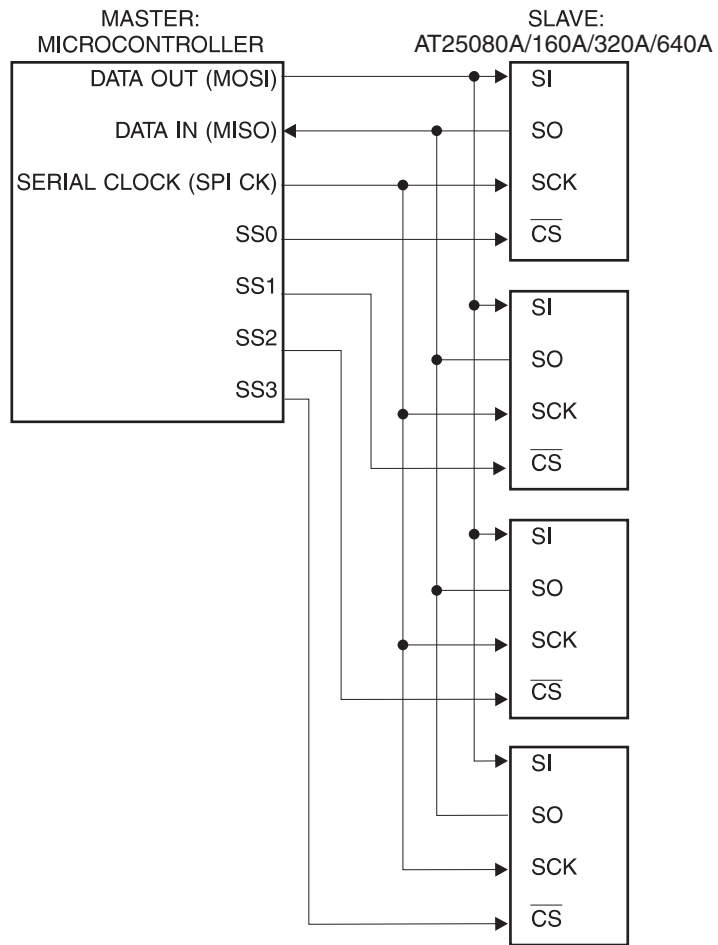 MASTER:
MICROCONTROLLER
DATA OUT (MOSI)
DATA IN (MISO)
SERIAL CLOCK (SPI CK)
SS0
SS1
SS2
SS3
SLAVE:
AT25080A/160A/320A/640A
SI
SO
SCK
CS
SI
SO
SCK
CS
SI
SO
SCK
CS
SI
SO
SCK
CS